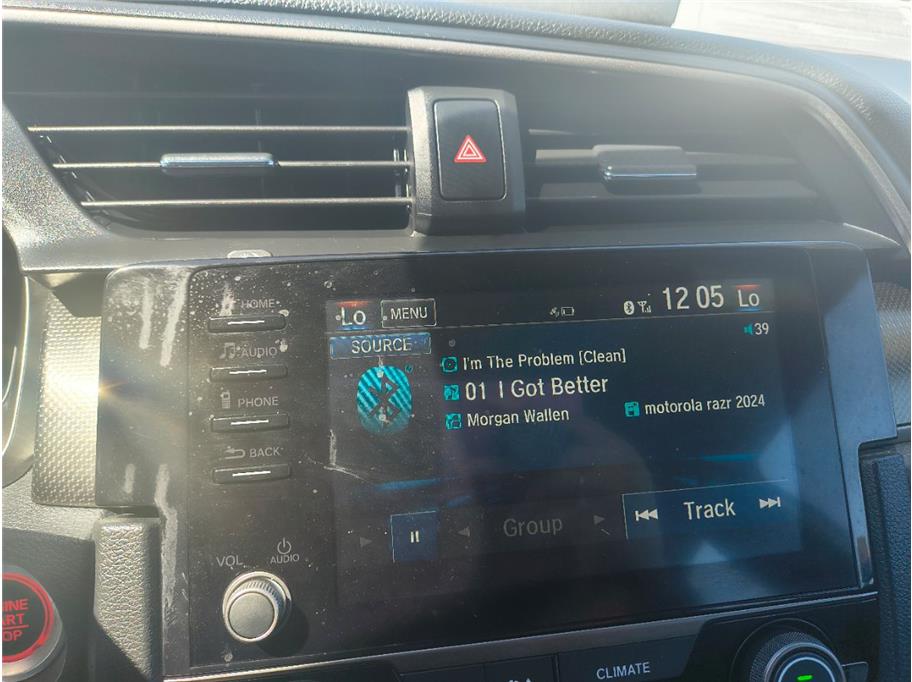 HOME
Lo MENU 12 05 Lo
SOURCE 39
AUDIO
I'm The Problem [Clean]
01 I Got Better
Morgan Wallen motorola razr 2024
PHONE
BACK
Group Track
VOL AUDIO
STOP
CLIMATE